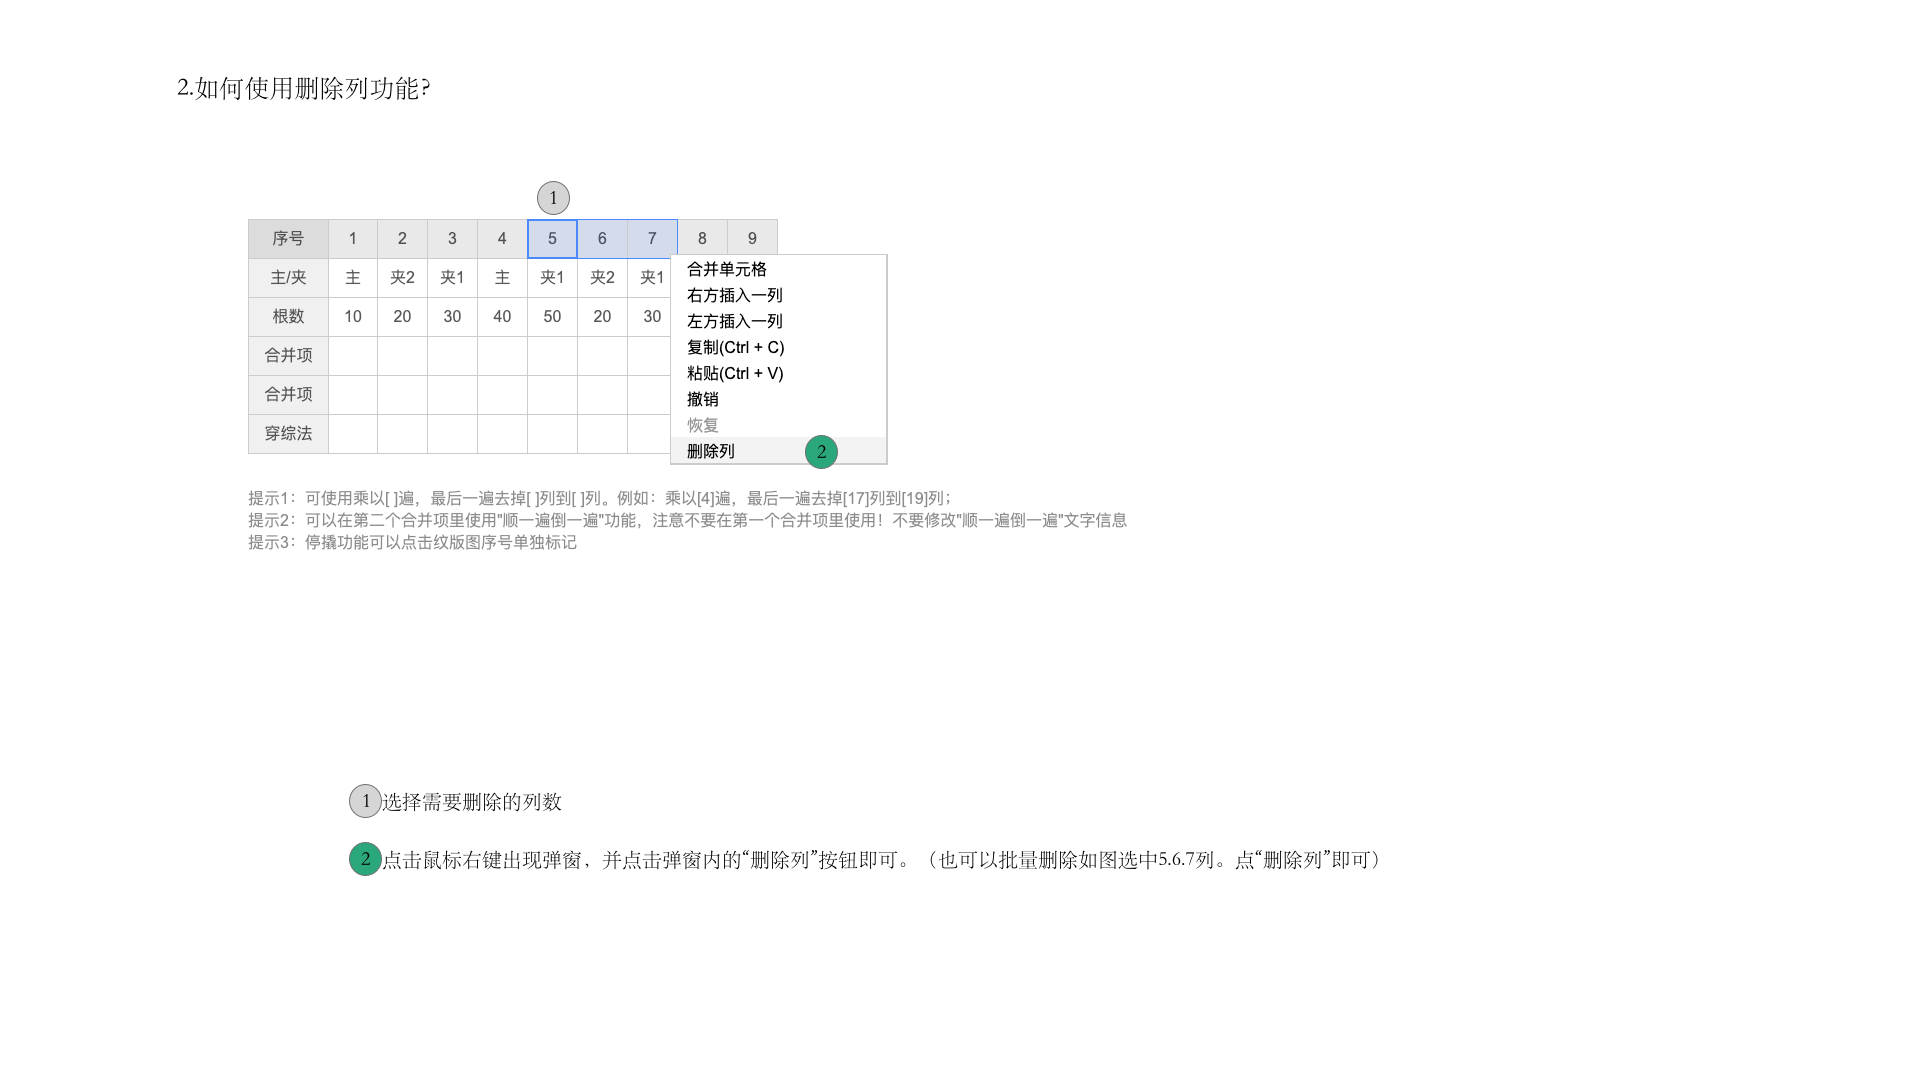 2.如何使用删除列功能?
1
序号 1 2 3 4 5 6 7 8 9
主/夹 主 夹2 夹1 主 夹1 夹2 夹1
根数 10 20 30 40 50 20 30
合并项
合并项
穿综法
合并单元格
右方插入一列
左方插入一列
复制(Ctrl + C)
粘贴(Ctrl + V)
撤销
恢复
删除列 2
提示1：可使用乘以[ ]遍，最后一遍去掉[ ]列到[ ]列。例如：乘以[4]遍，最后一遍去掉[17]列到[19]列；
提示2：可以在第二个合并项里使用"顺一遍倒一遍"功能，注意不要在第一个合并项里使用！不要修改"顺一遍倒一遍"文字信息
提示3：停撬功能可以点击纹版图序号单独标记
1 选择需要删除的列数
2 点击鼠标右键出现弹窗，并点击弹窗内的“删除列”按钮即可。（也可以批量删除如图选中5.6.7列。点“删除列”即可）